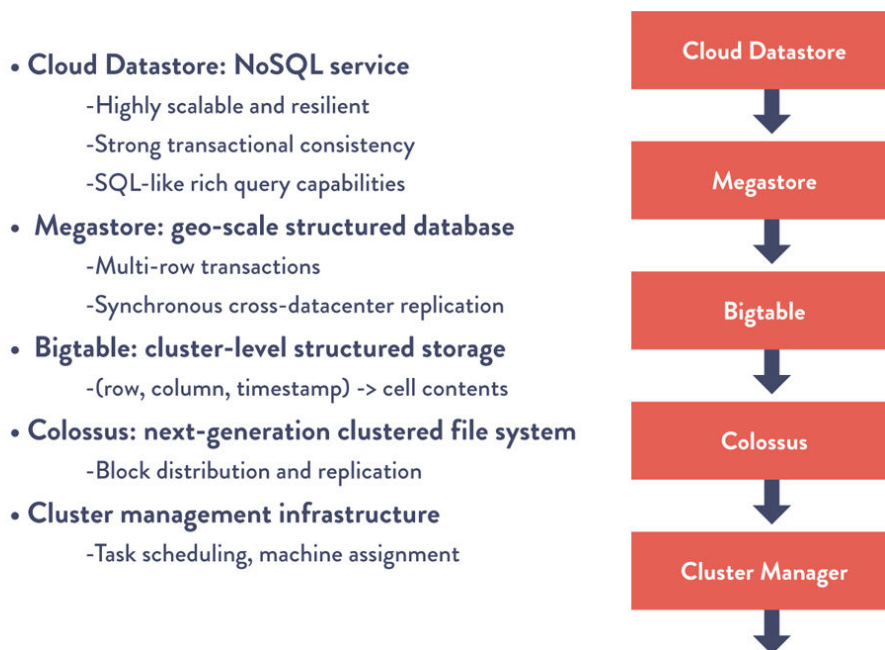 • Cloud Datastore: NoSQL service
-Highly scalable and resilient
-Strong transactional consistency
-SQL-like rich query capabilities
• Megastore: geo-scale structured database
-Multi-row transactions
-Synchronous cross-datacenter replication
• Bigtable: cluster-level structured storage
-(row, column, timestamp) -> cell contents
• Colossus: next-generation clustered file system
-Block distribution and replication
• Cluster management infrastructure
-Task scheduling, machine assignment
Cloud Datastore
Megastore
Bigtable
Colossus
Cluster Manager